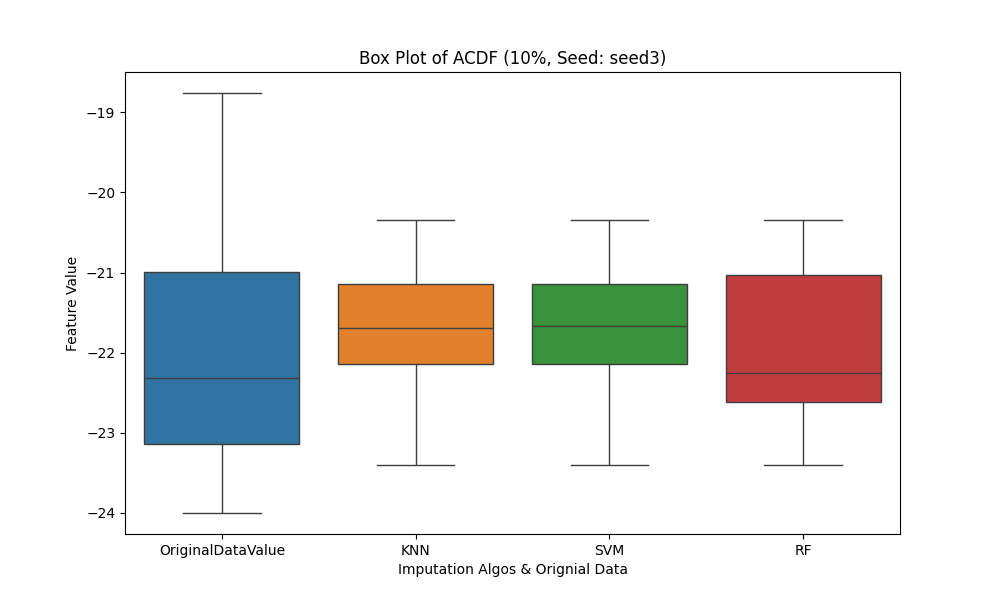 Box Plot of ACDF (10%, Seed: seed3)
−19
−20
−21
−22
−23
−24
Feature Value
OriginalDataValue
KNN
SVM
RF
Imputation Algos & Orignial Data